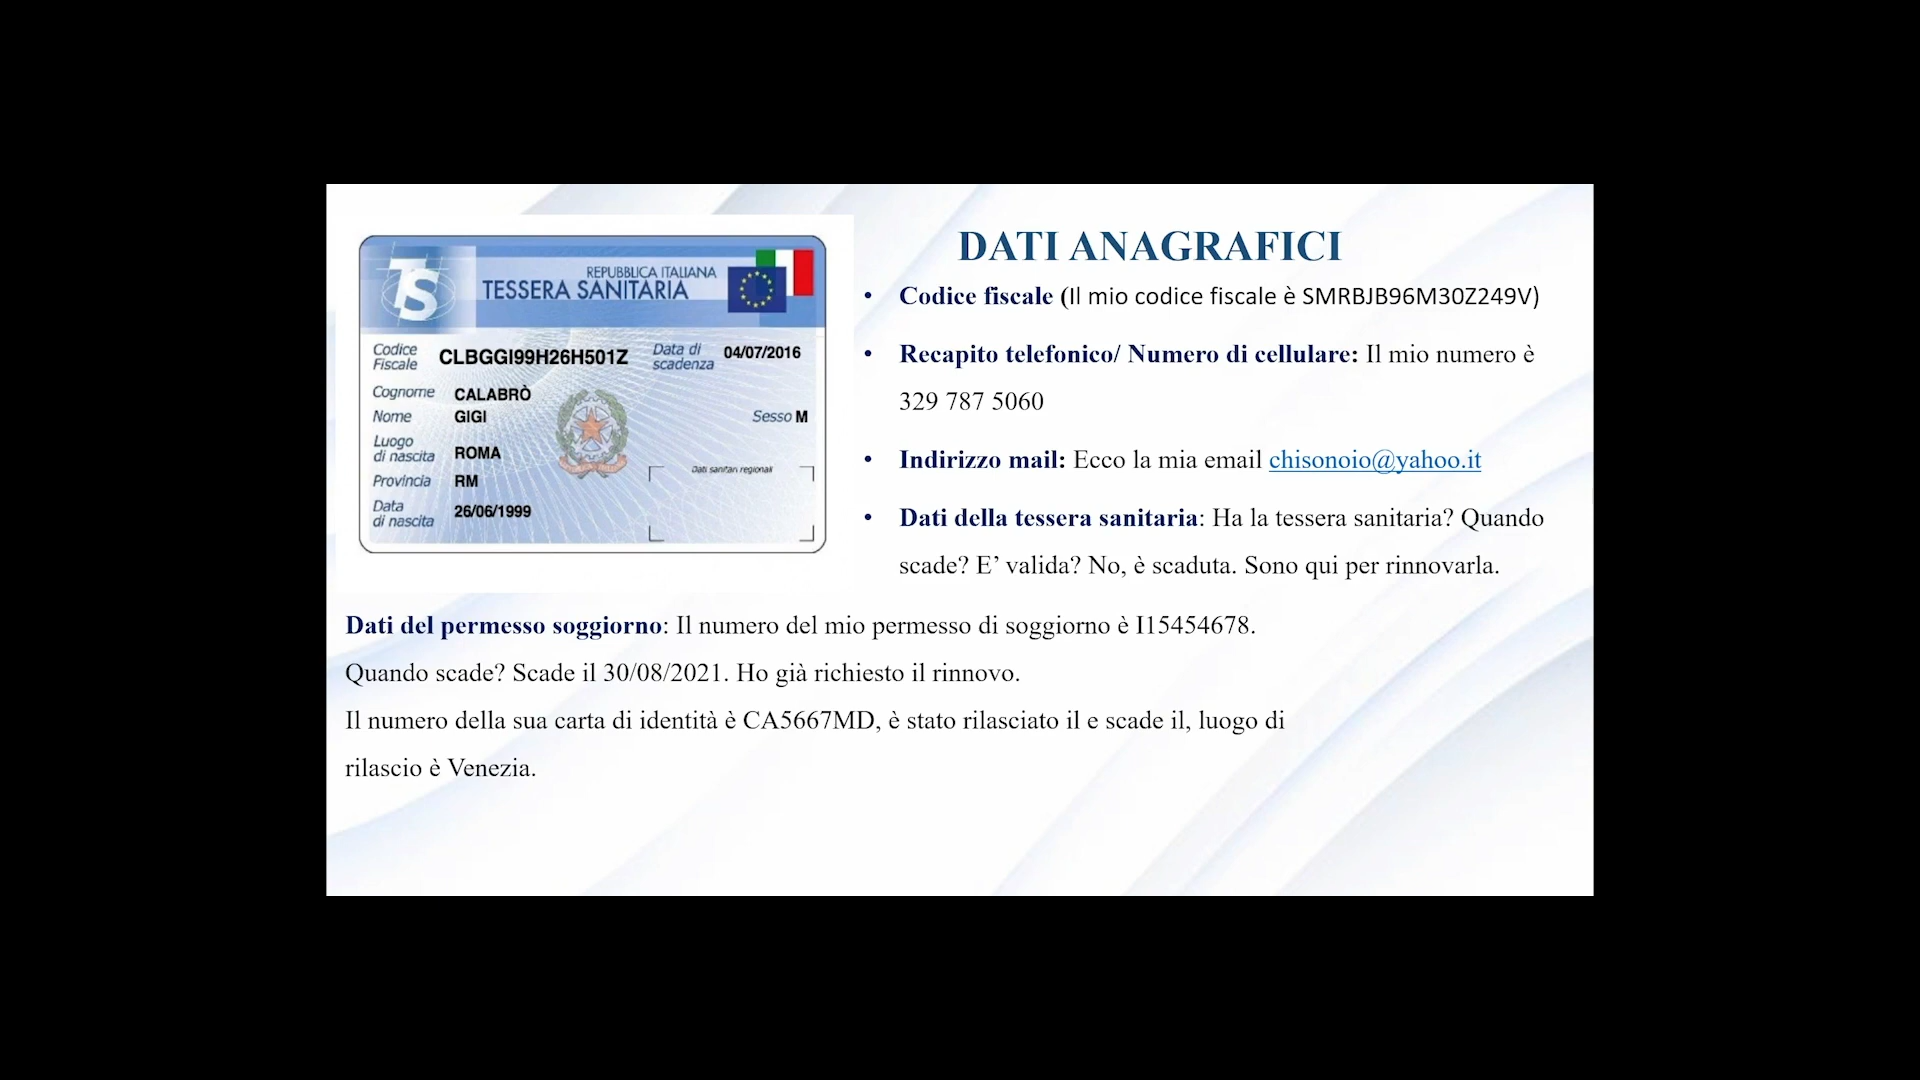 TS
REPUBBLICA ITALIANA
TESSERA SANITARIA
Codice Fiscale CLBGGI99H26H501Z Data di scadenza 04/07/2016
Cognome CALABRÒ
Nome GIGI Sesso M
Luogo di nascita ROMA
Dati sanitari regionali
Provincia RM
Data di nascita 26/06/1999
DATI ANAGRAFICI
• Codice fiscale (Il mio codice fiscale è SMRBJB96M30Z249V)
• Recapito telefonico/ Numero di cellulare: Il mio numero è
329 787 5060
• Indirizzo mail: Ecco la mia email chisonoio@yahoo.it
• Dati della tessera sanitaria: Ha la tessera sanitaria? Quando
scade? E’ valida? No, è scaduta. Sono qui per rinnovarla.
Dati del permesso soggiorno: Il numero del mio permesso di soggiorno è I15454678.
Quando scade? Scade il 30/08/2021. Ho già richiesto il rinnovo.
Il numero della sua carta di identità è CA5667MD, è stato rilasciato il e scade il, luogo di
rilascio è Venezia.